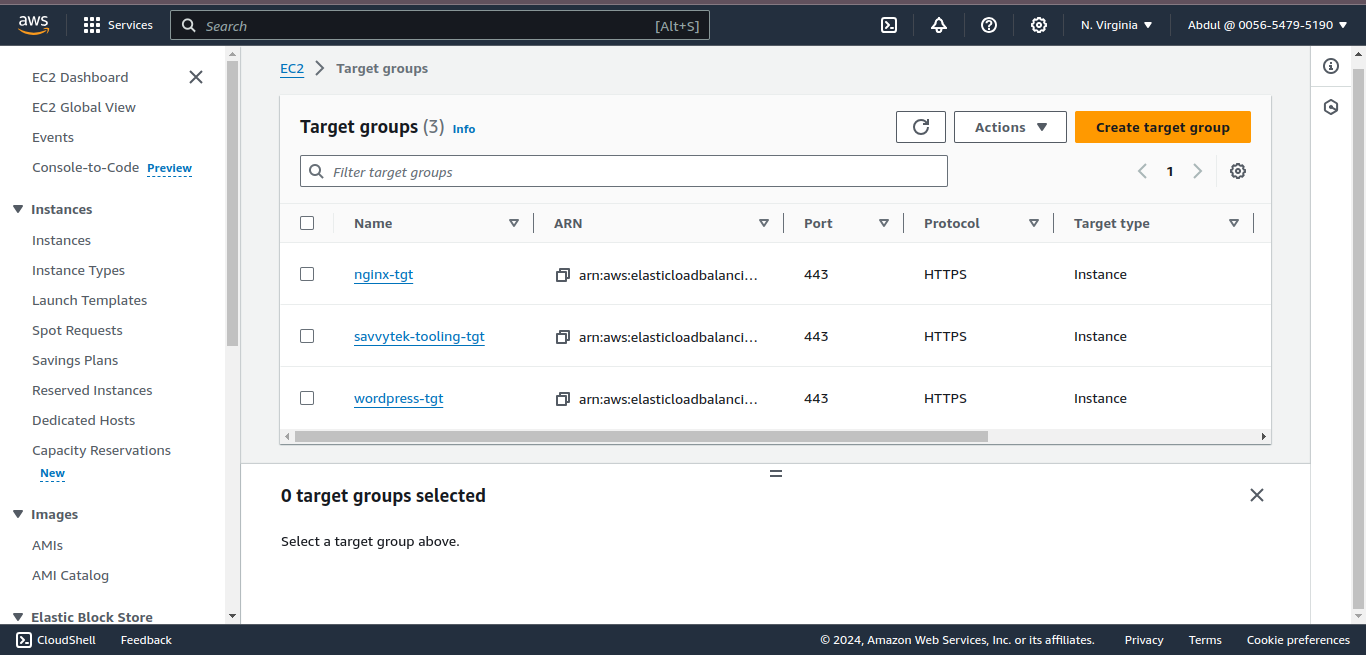 aws
Services
Search
[Alt+S]
N. Virginia
Abdul @ 0056-5479-5190
EC2 Dashboard
EC2 Global View
Events
Console-to-Code Preview
Instances
Instances
Instance Types
Launch Templates
Spot Requests
Savings Plans
Reserved Instances
Dedicated Hosts
Capacity Reservations
New
Images
AMIs
AMI Catalog
Elastic Block Store
EC2 Target groups
Target groups (3) Info
Actions
Create target group
Filter target groups
1
Name ARN Port Protocol Target type
nginx-tgt arn:aws:elasticloadbalanci... 443 HTTPS Instance
savvytek-tooling-tgt arn:aws:elasticloadbalanci... 443 HTTPS Instance
wordpress-tgt arn:aws:elasticloadbalanci... 443 HTTPS Instance
0 target groups selected
Select a target group above.
CloudShell Feedback © 2024, Amazon Web Services, Inc. or its affiliates. Privacy Terms Cookie preferences